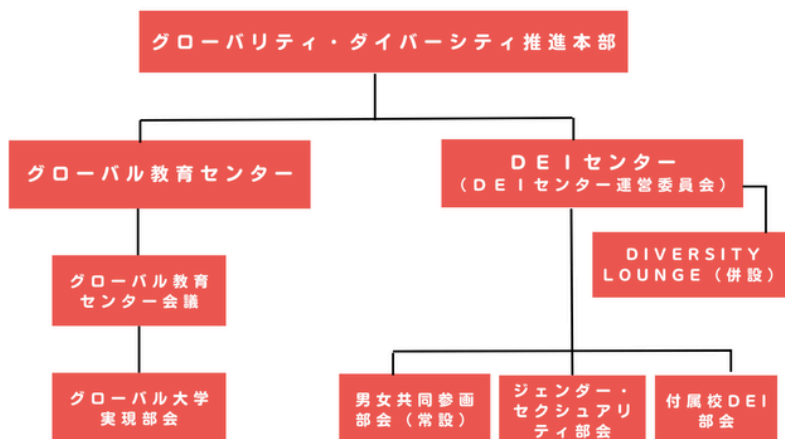 グローバリティ・ダイバーシティ推進本部
グローバル教育センター
DEIセンター
（DEIセンター運営委員会）
DIVERSITY
LOUNGE（併設）
グローバル教育
センター会議
グローバル大学
実現部会
男女共同参画
部会（常設）
ジェンダー・
セクシュアリ
ティ部会
付属校DEI
部会